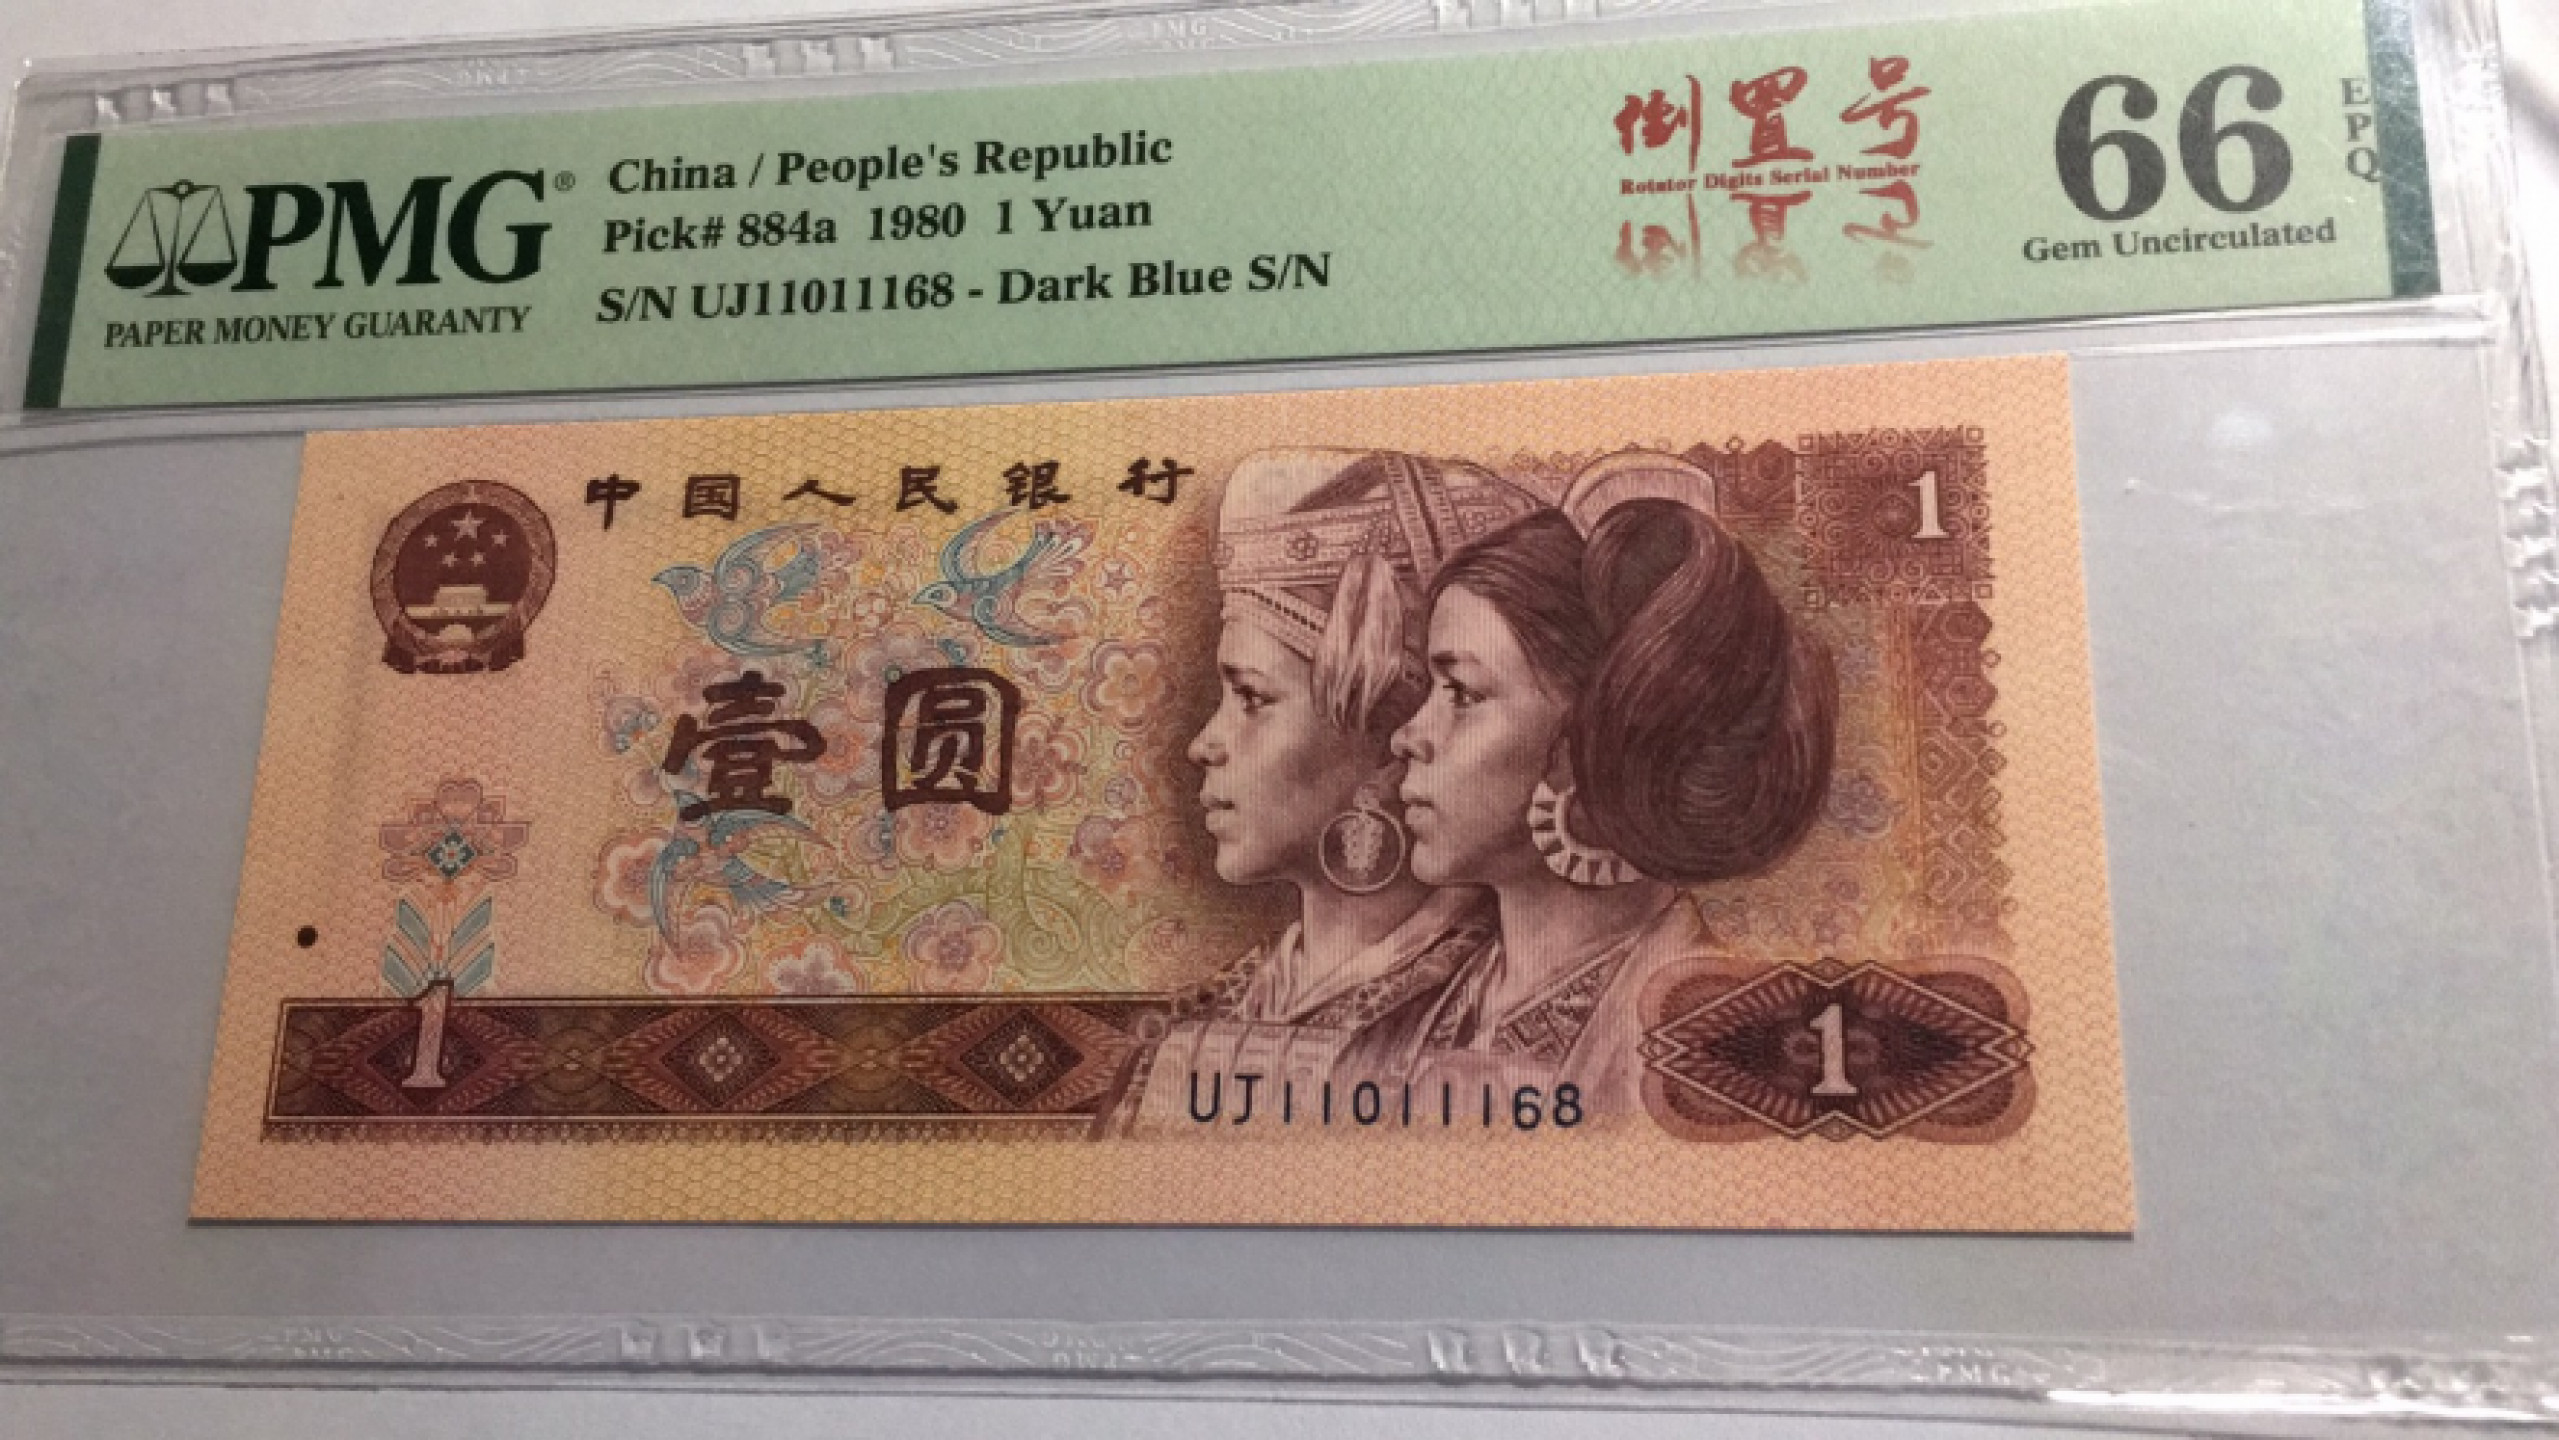 PMG®
PAPER MONEY GUARANTY
China / People's Republic
Pick# 884a 1980 1 Yuan
S/N UJ11011168 - Dark Blue S/N
倒置号
Rotator Digits Serial Number
66
EPQ
Gem Uncirculated
中国人民银行
1
壹圆
1
1
UJ11011168